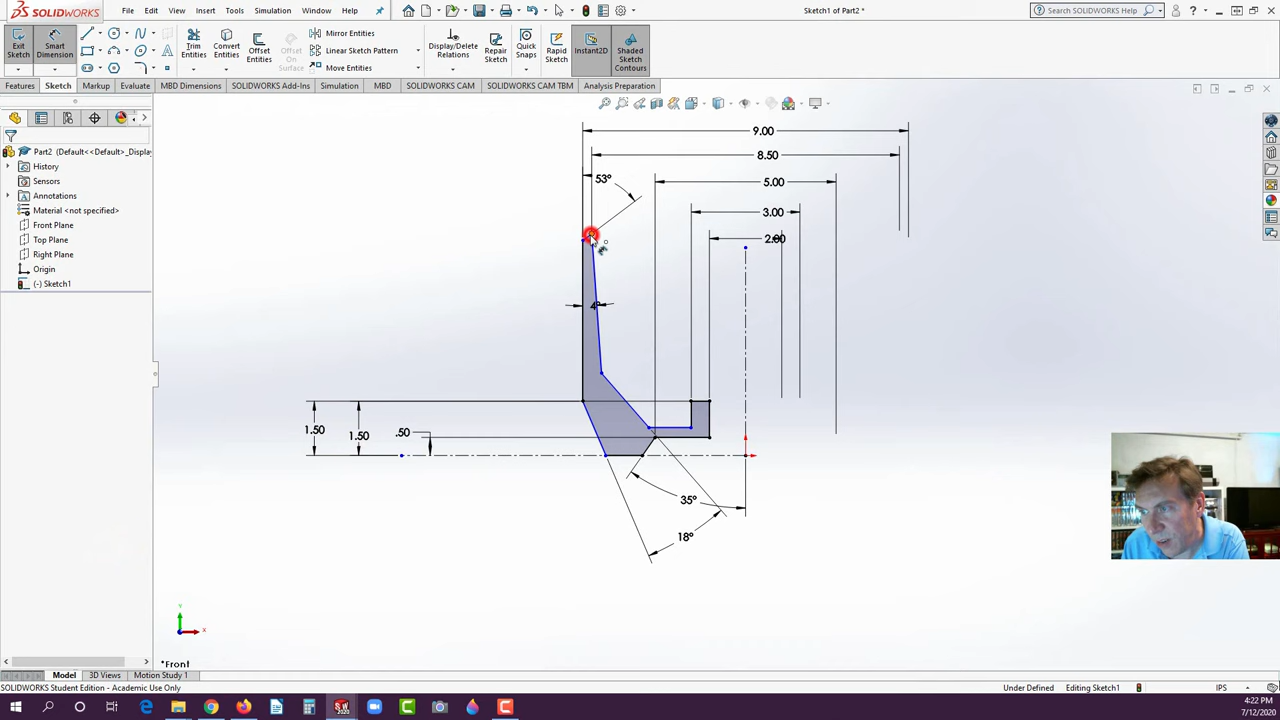 SOLIDWORKS
File Edit View Insert Tools Simulation Window Help
Sketch1 of Part2 *
Search SOLIDWORKS Help
Exit Sketch
Smart Dimension
Trim Entities
Convert Entities
Offset Entities
Offset On Surface
Mirror Entities
Linear Sketch Pattern
Move Entities
Display/Delete Relations
Repair Sketch
Quick Snaps
Rapid Sketch
Instant2D
Shaded Sketch Contours
Features Sketch Markup Evaluate MBD Dimensions SOLIDWORKS Add-Ins Simulation MBD SOLIDWORKS CAM SOLIDWORKS CAM TBM Analysis Preparation
Part2 (Default<<Default>_Displa
History
Sensors
Annotations
Material <not specified>
Front Plane
Top Plane
Right Plane
Origin
(-) Sketch1
9.00
8.50
53°
5.00
3.00
2.00
4°
1.50
1.50
.50
35°
18°
Y
X
*Front
Model 3D Views Motion Study 1
SOLIDWORKS Student Edition - Academic Use Only
Under Defined Editing Sketch1 IPS
4:22 PM
7/12/2020